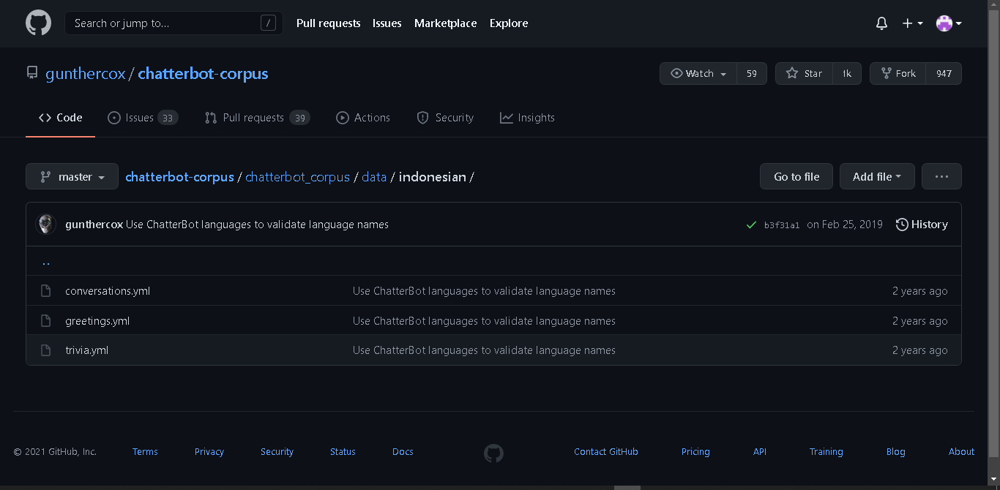 Search or jump to... / Pull requests Issues Marketplace Explore
gunthercox / chatterbot-corpus Watch 59 Star 1k Fork 947
Code Issues 33 Pull requests 39 Actions Security Insights
master chatterbot-corpus / chatterbot_corpus / data / indonesian / Go to file Add file ...
gunthercox Use ChatterBot languages to validate language names b3f31a1 on Feb 25, 2019 History
..
conversations.yml Use ChatterBot languages to validate language names 2 years ago
greetings.yml Use ChatterBot languages to validate language names 2 years ago
trivia.yml Use ChatterBot languages to validate language names 2 years ago
© 2021 GitHub, Inc. Terms Privacy Security Status Docs Contact GitHub Pricing API Training Blog About